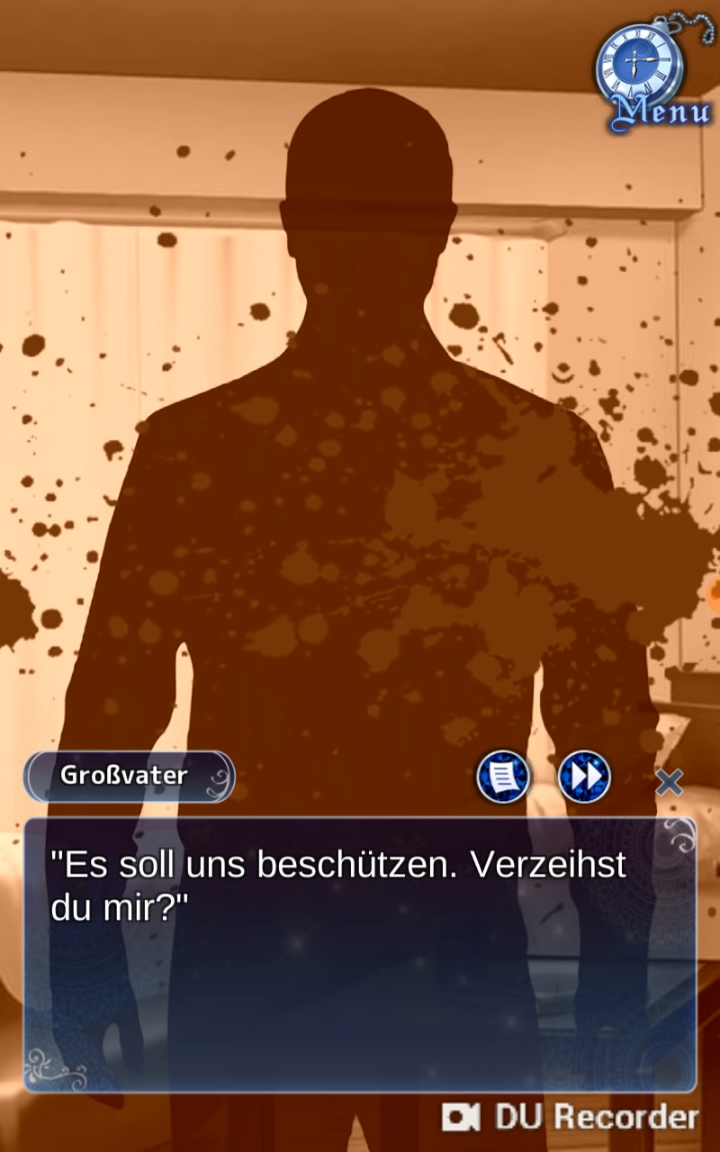 Menu
Großvater
"Es soll uns beschützen. Verzeihst
du mir?"
DU Recorder